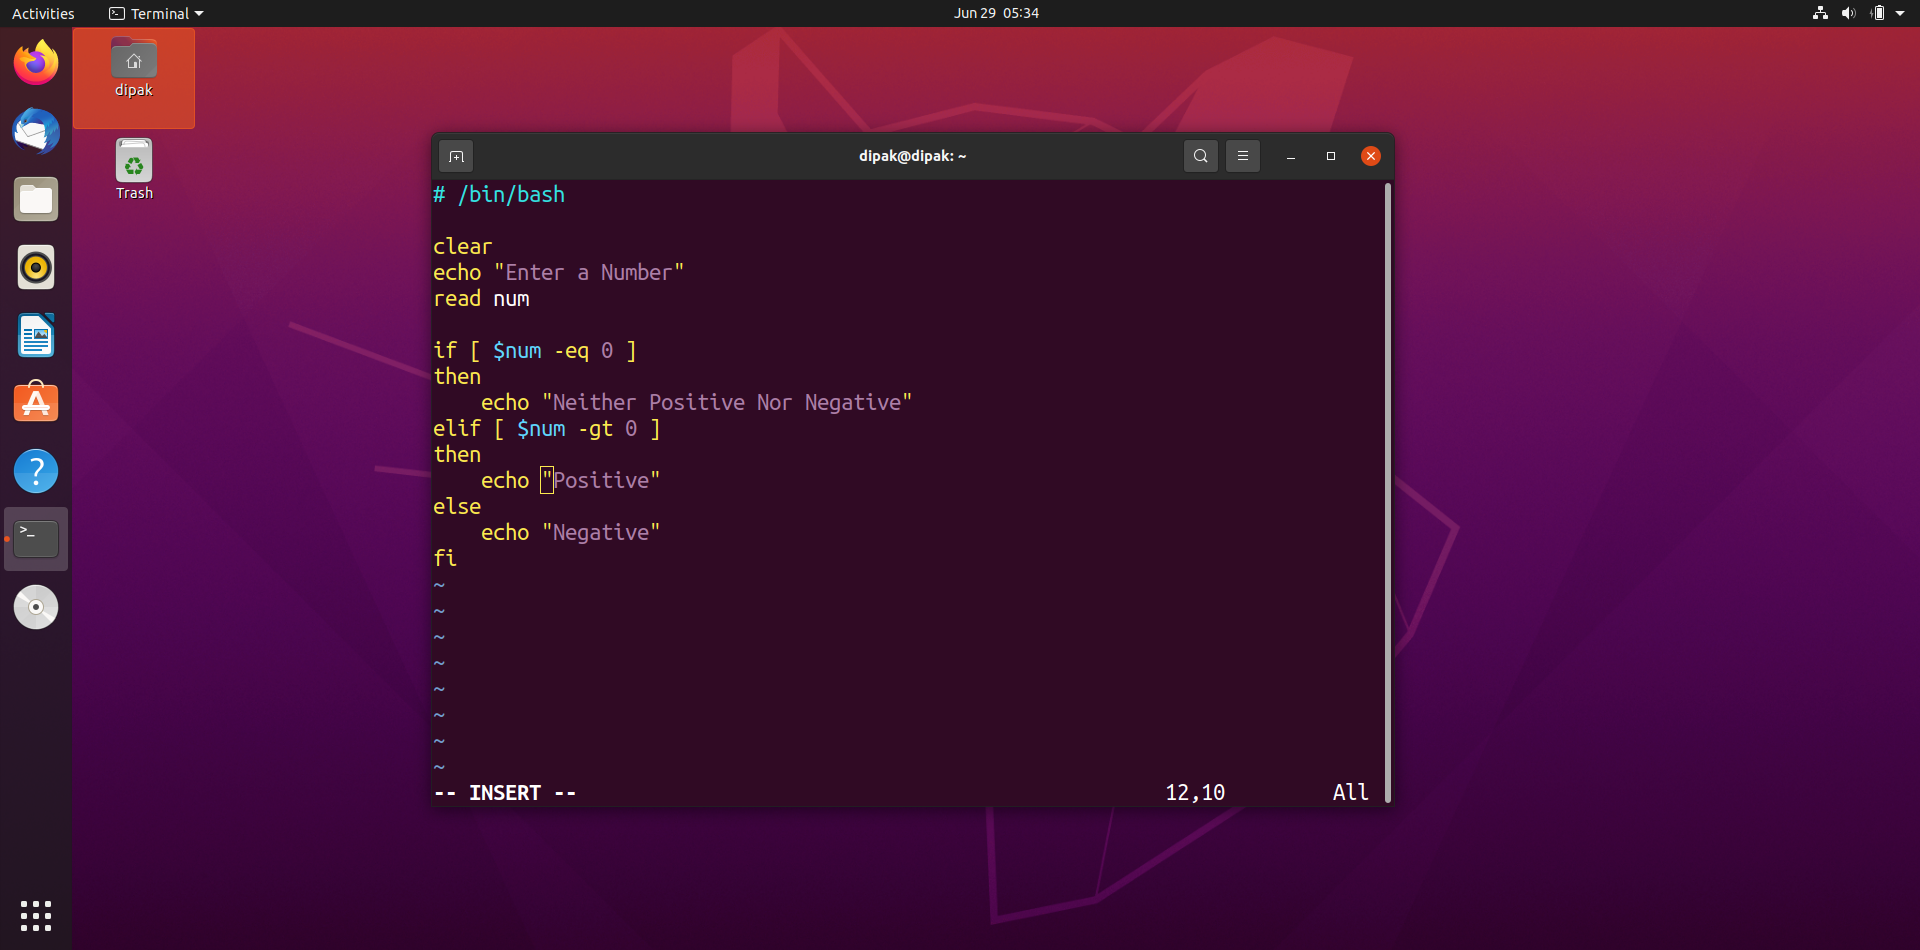 Activities
Terminal
Jun 29 05:34
dipak
Trash
dipak@dipak: ~
# /bin/bash
clear
echo "Enter a Number"
read num
if [ $num -eq 0 ]
then
    echo "Neither Positive Nor Negative"
elif [ $num -gt 0 ]
then
    echo "Positive"
else
    echo "Negative"
fi
~
~
~
~
~
~
~
~
-- INSERT -- 12,10 All